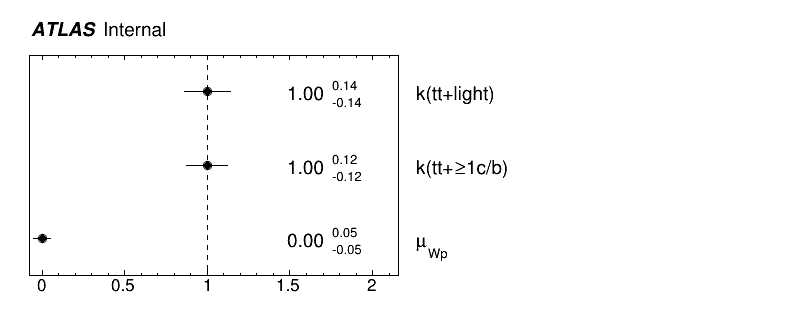 ATLAS Internal
1.00 0.14 -0.14 k(tt+light)
1.00 0.12 -0.12 k(tt+≥1c/b)
0.00 0.05 -0.05 μWp
0 0.5 1 1.5 2